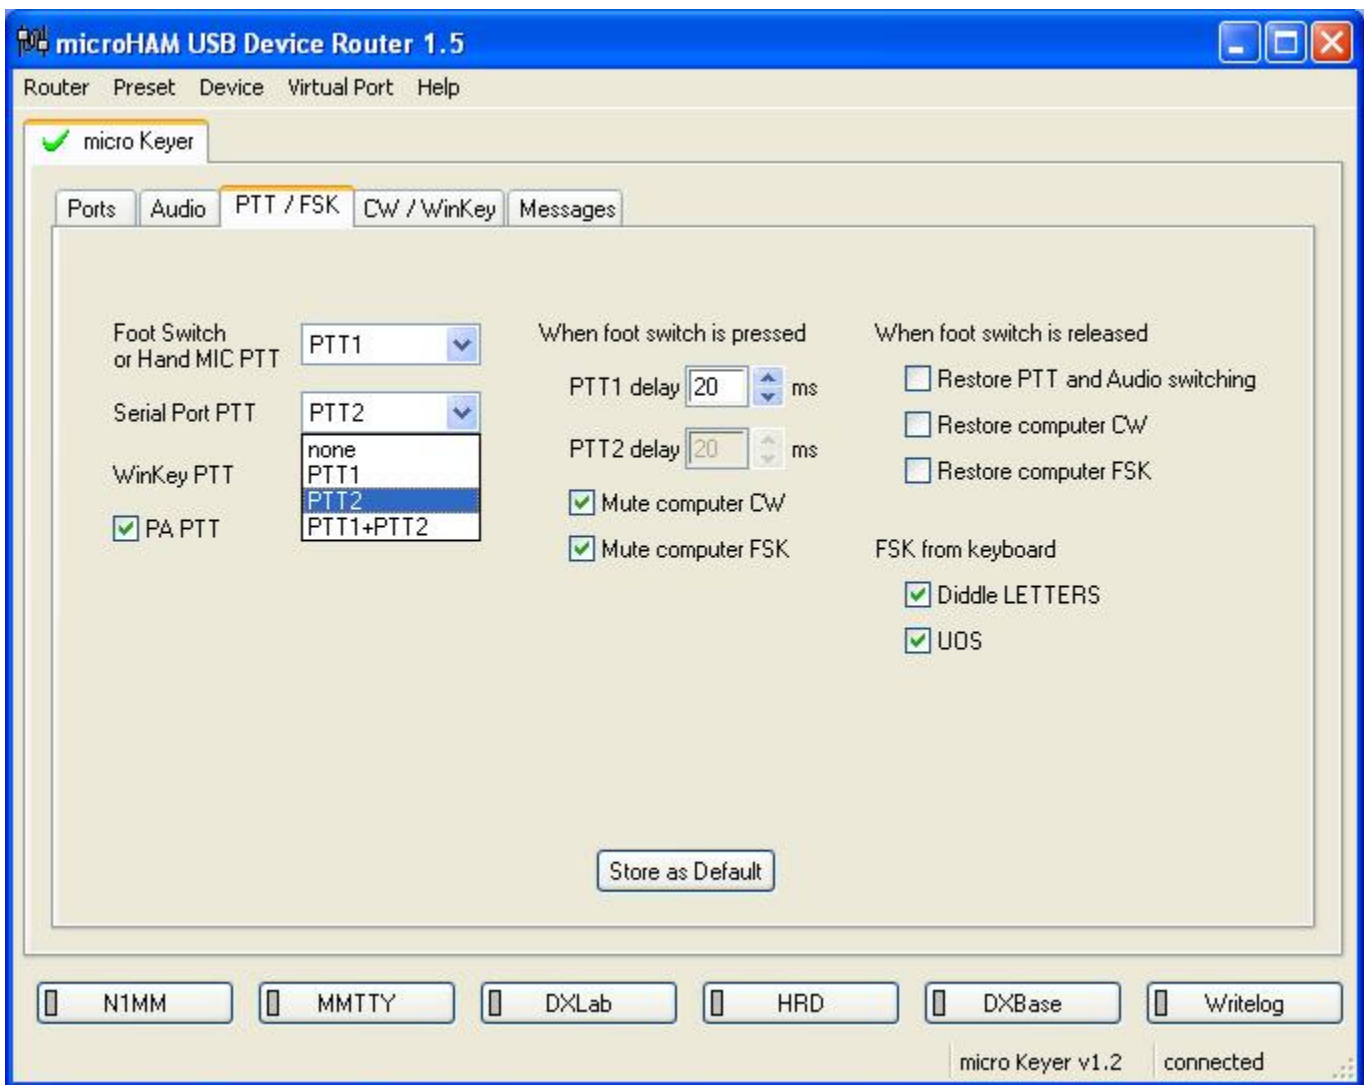 microHAM USB Device Router 1.5
Router Preset Device Virtual Port Help
micro Keyer
Ports Audio PTT / FSK CW / WinKey Messages
Foot Switch
or Hand MIC PTT
PTT1
Serial Port PTT
PTT2
none
PTT1
PTT2
PTT1+PTT2
WinKey PTT
PA PTT
When foot switch is pressed
PTT1 delay 20 ms
PTT2 delay 20 ms
Mute computer CW
Mute computer FSK
When foot switch is released
Restore PTT and Audio switching
Restore computer CW
Restore computer FSK
FSK from keyboard
Diddle LETTERS
UOS
Store as Default
N1MM MMTTY DXLab HRD DXBase Writelog
micro Keyer v1.2 connected